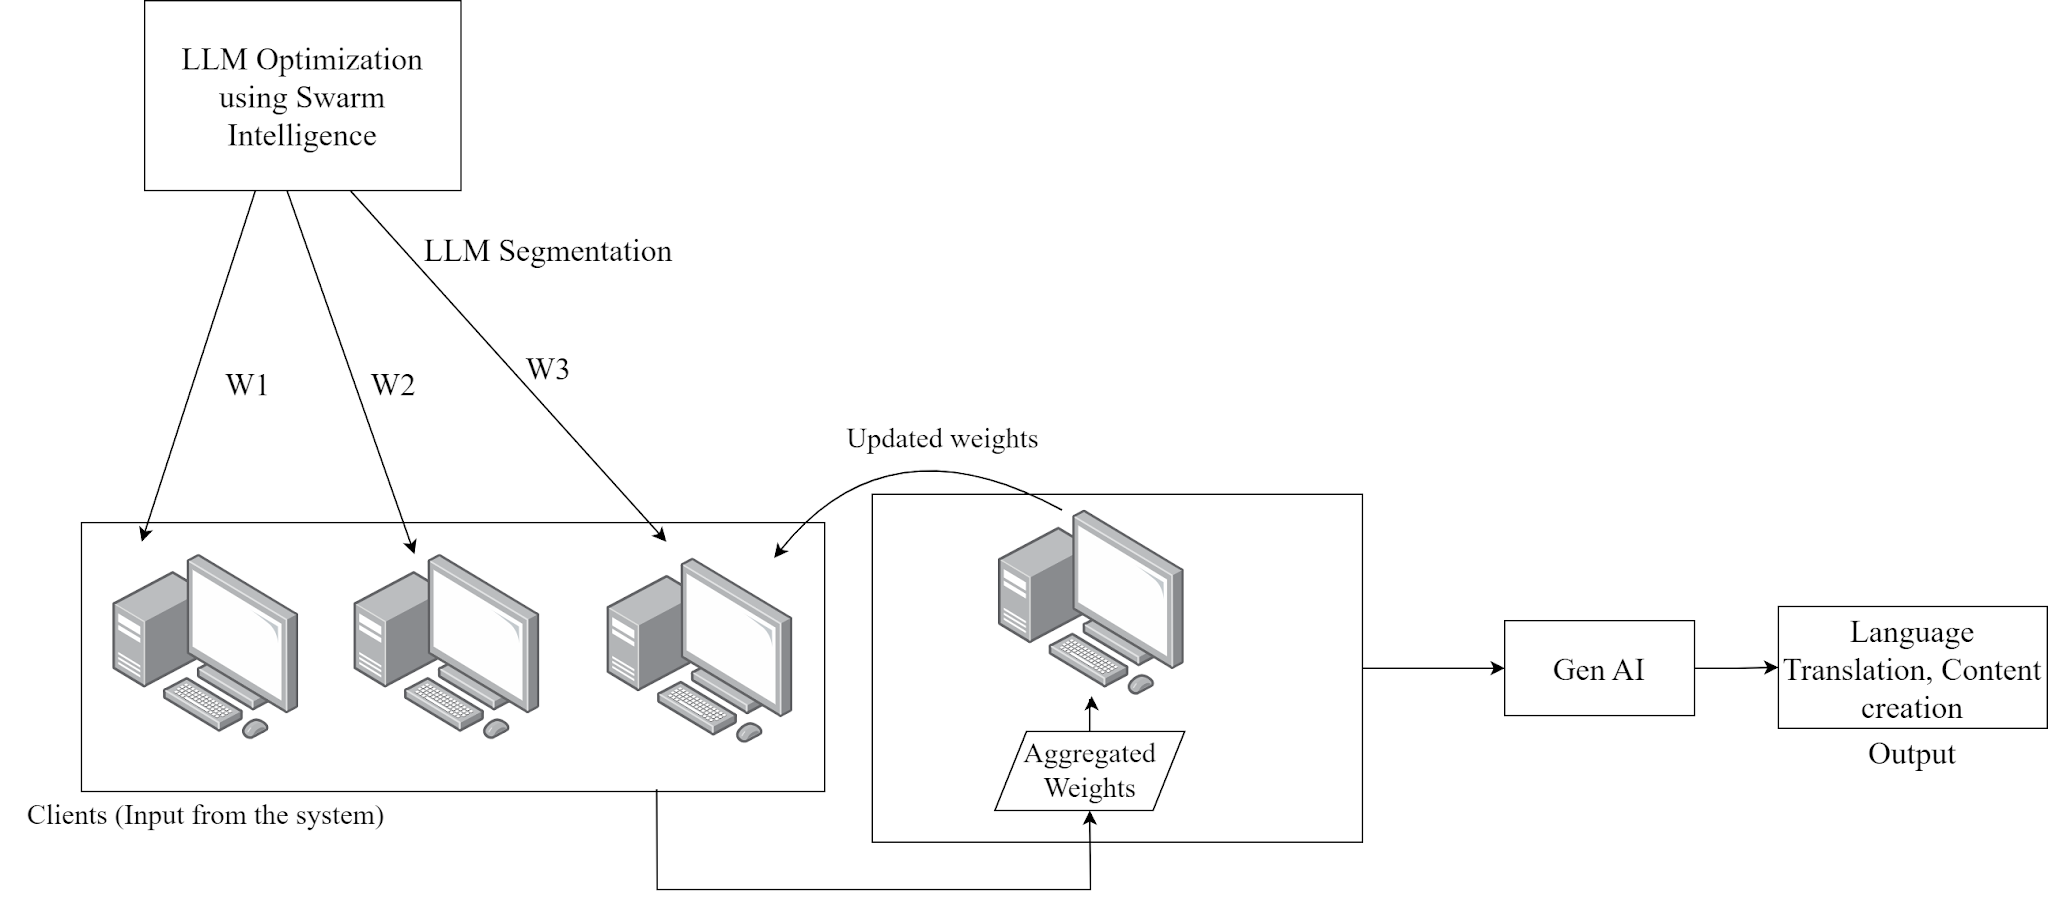 LLM Optimization
using Swarm
Intelligence
LLM Segmentation
W1
W2
W3
Updated weights
Aggregated
Weights
Clients (Input from the system)
Gen AI
Language
Translation, Content
creation
Output